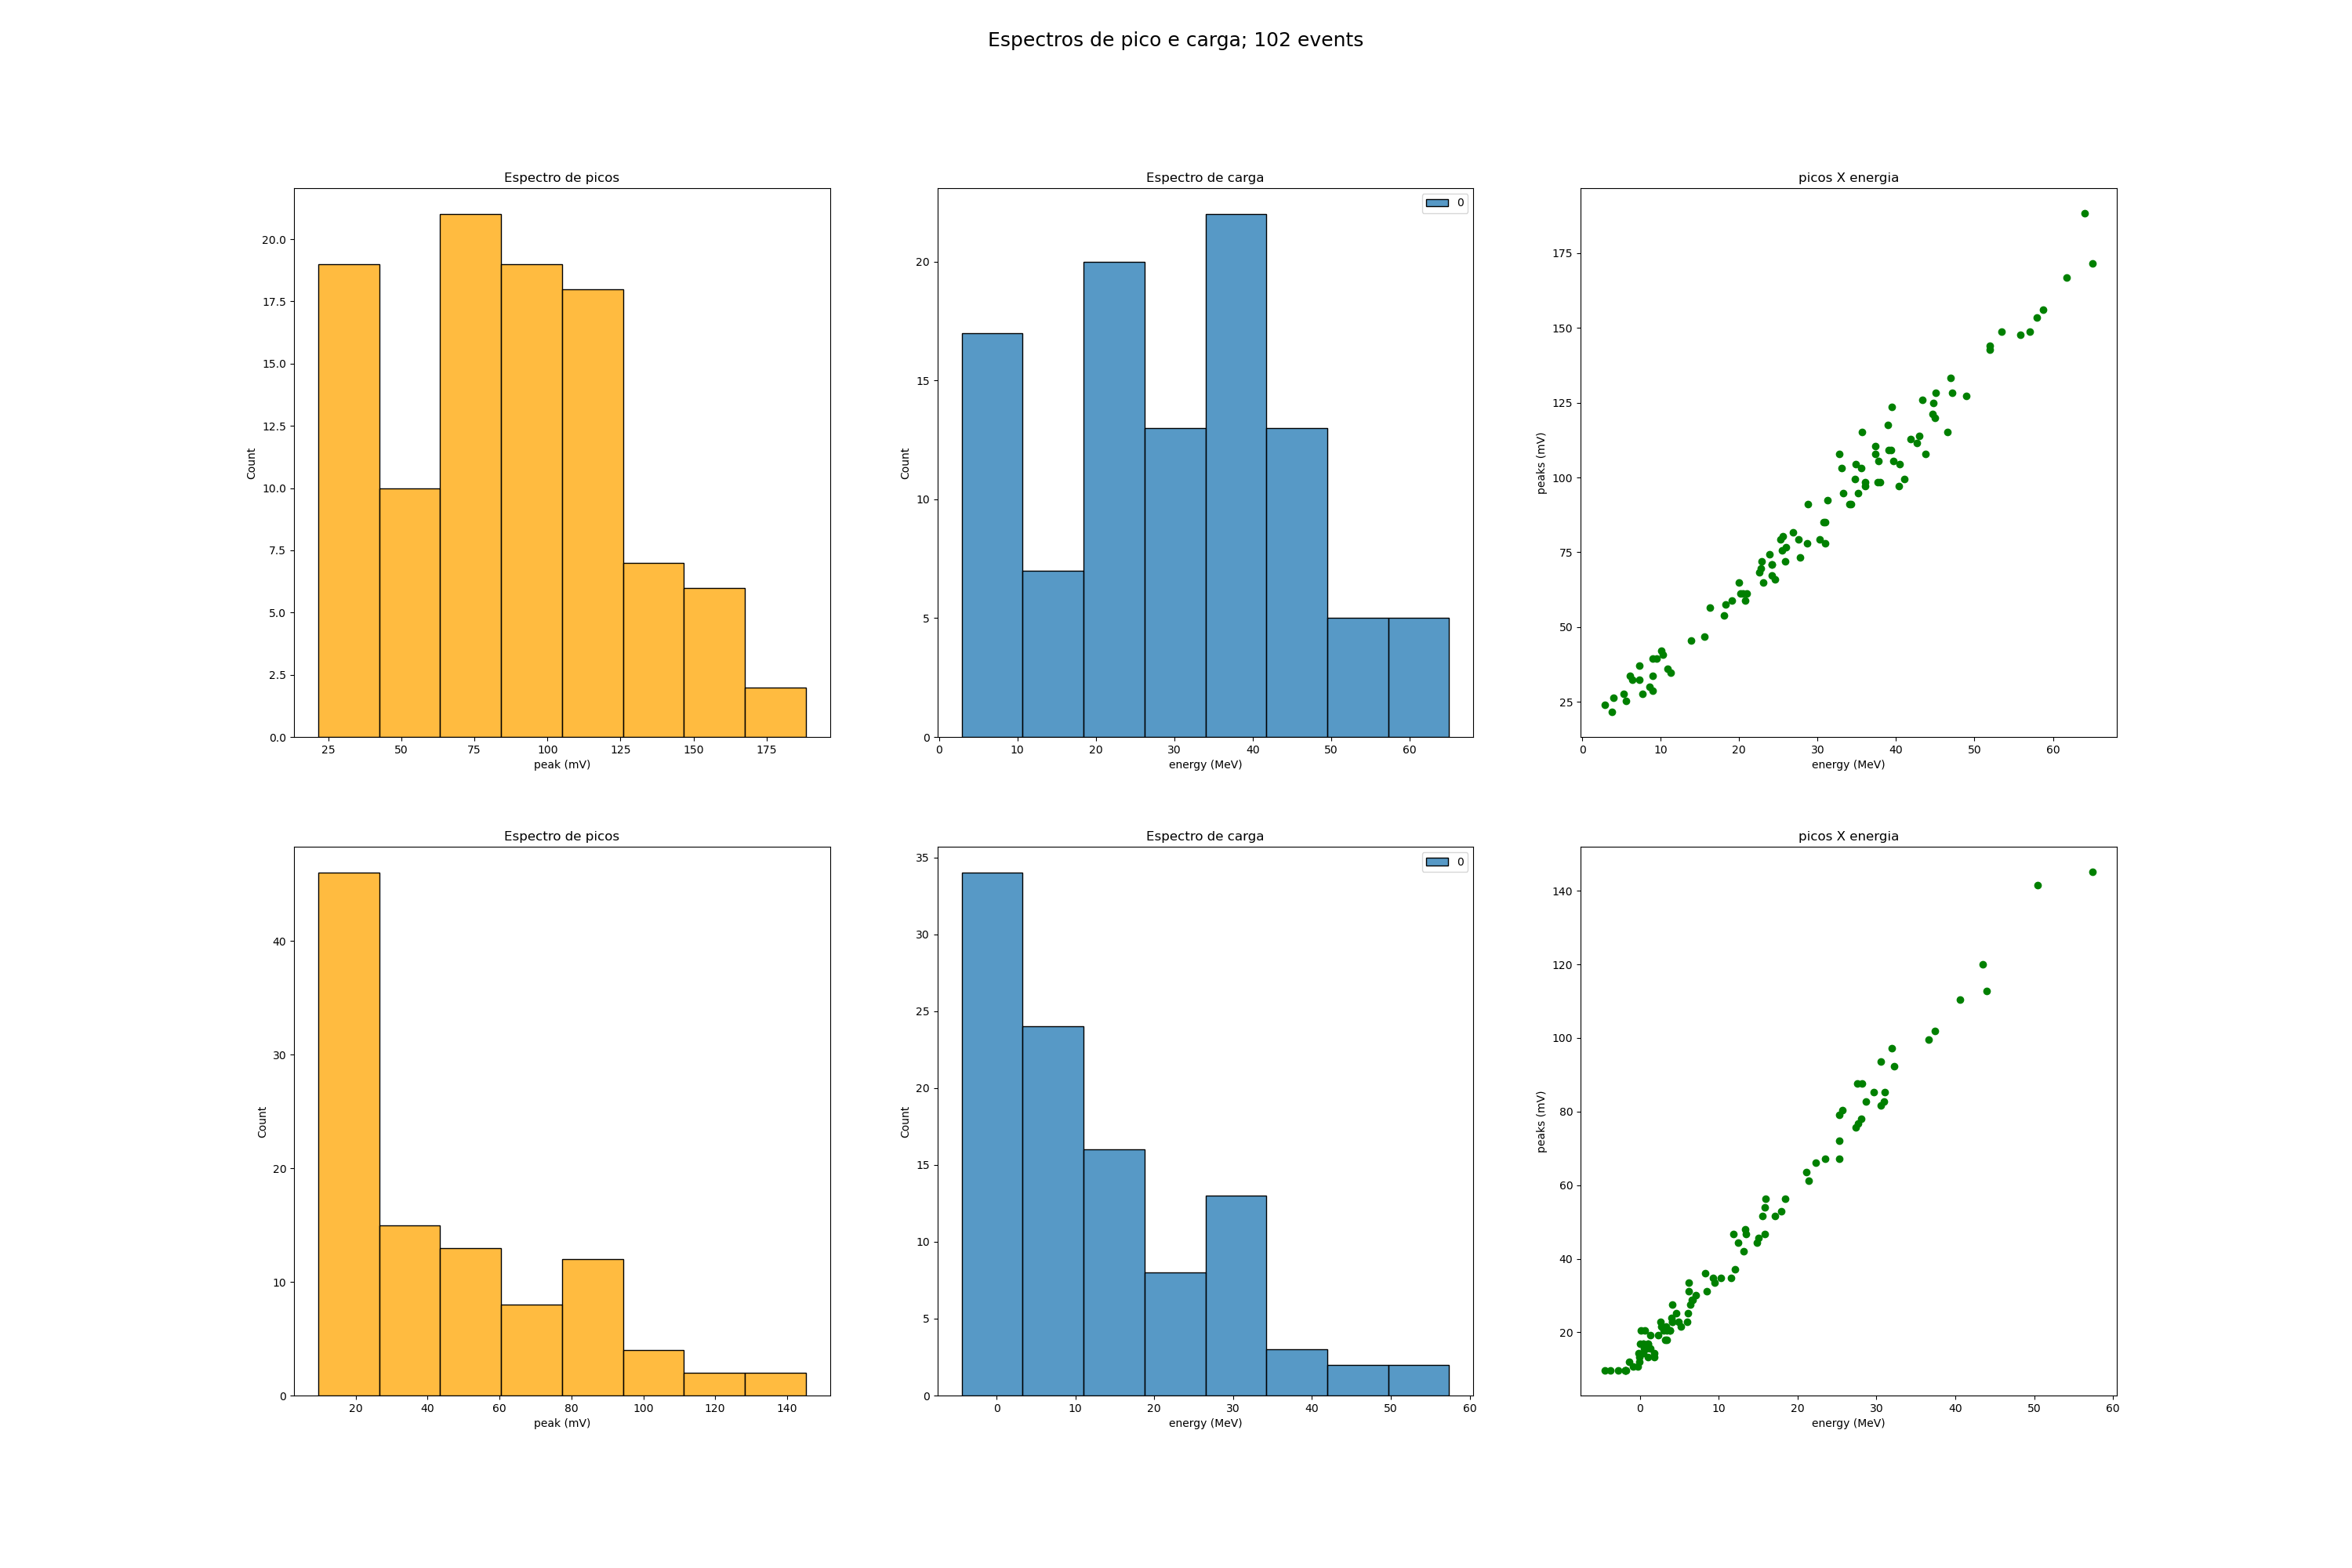 Espectros de pico e carga; 102 events
Espectro de picos
20.0
17.5
15.0
12.5
10.0
7.5
5.0
2.5
0.0
Count
25 50 75 100 125 150 175
peak (mV)
Espectro de carga
0
20
15
10
5
0
Count
0 10 20 30 40 50 60
energy (MeV)
picos X energia
175
150
125
100
75
50
25
peaks (mV)
0 10 20 30 40 50 60
energy (MeV)
Espectro de picos
40
30
20
10
0
Count
20 40 60 80 100 120 140
peak (mV)
Espectro de carga
0
35
30
25
20
15
10
5
0
Count
0 10 20 30 40 50 60
energy (MeV)
picos X energia
140
120
100
80
60
40
20
peaks (mV)
0 10 20 30 40 50 60
energy (MeV)